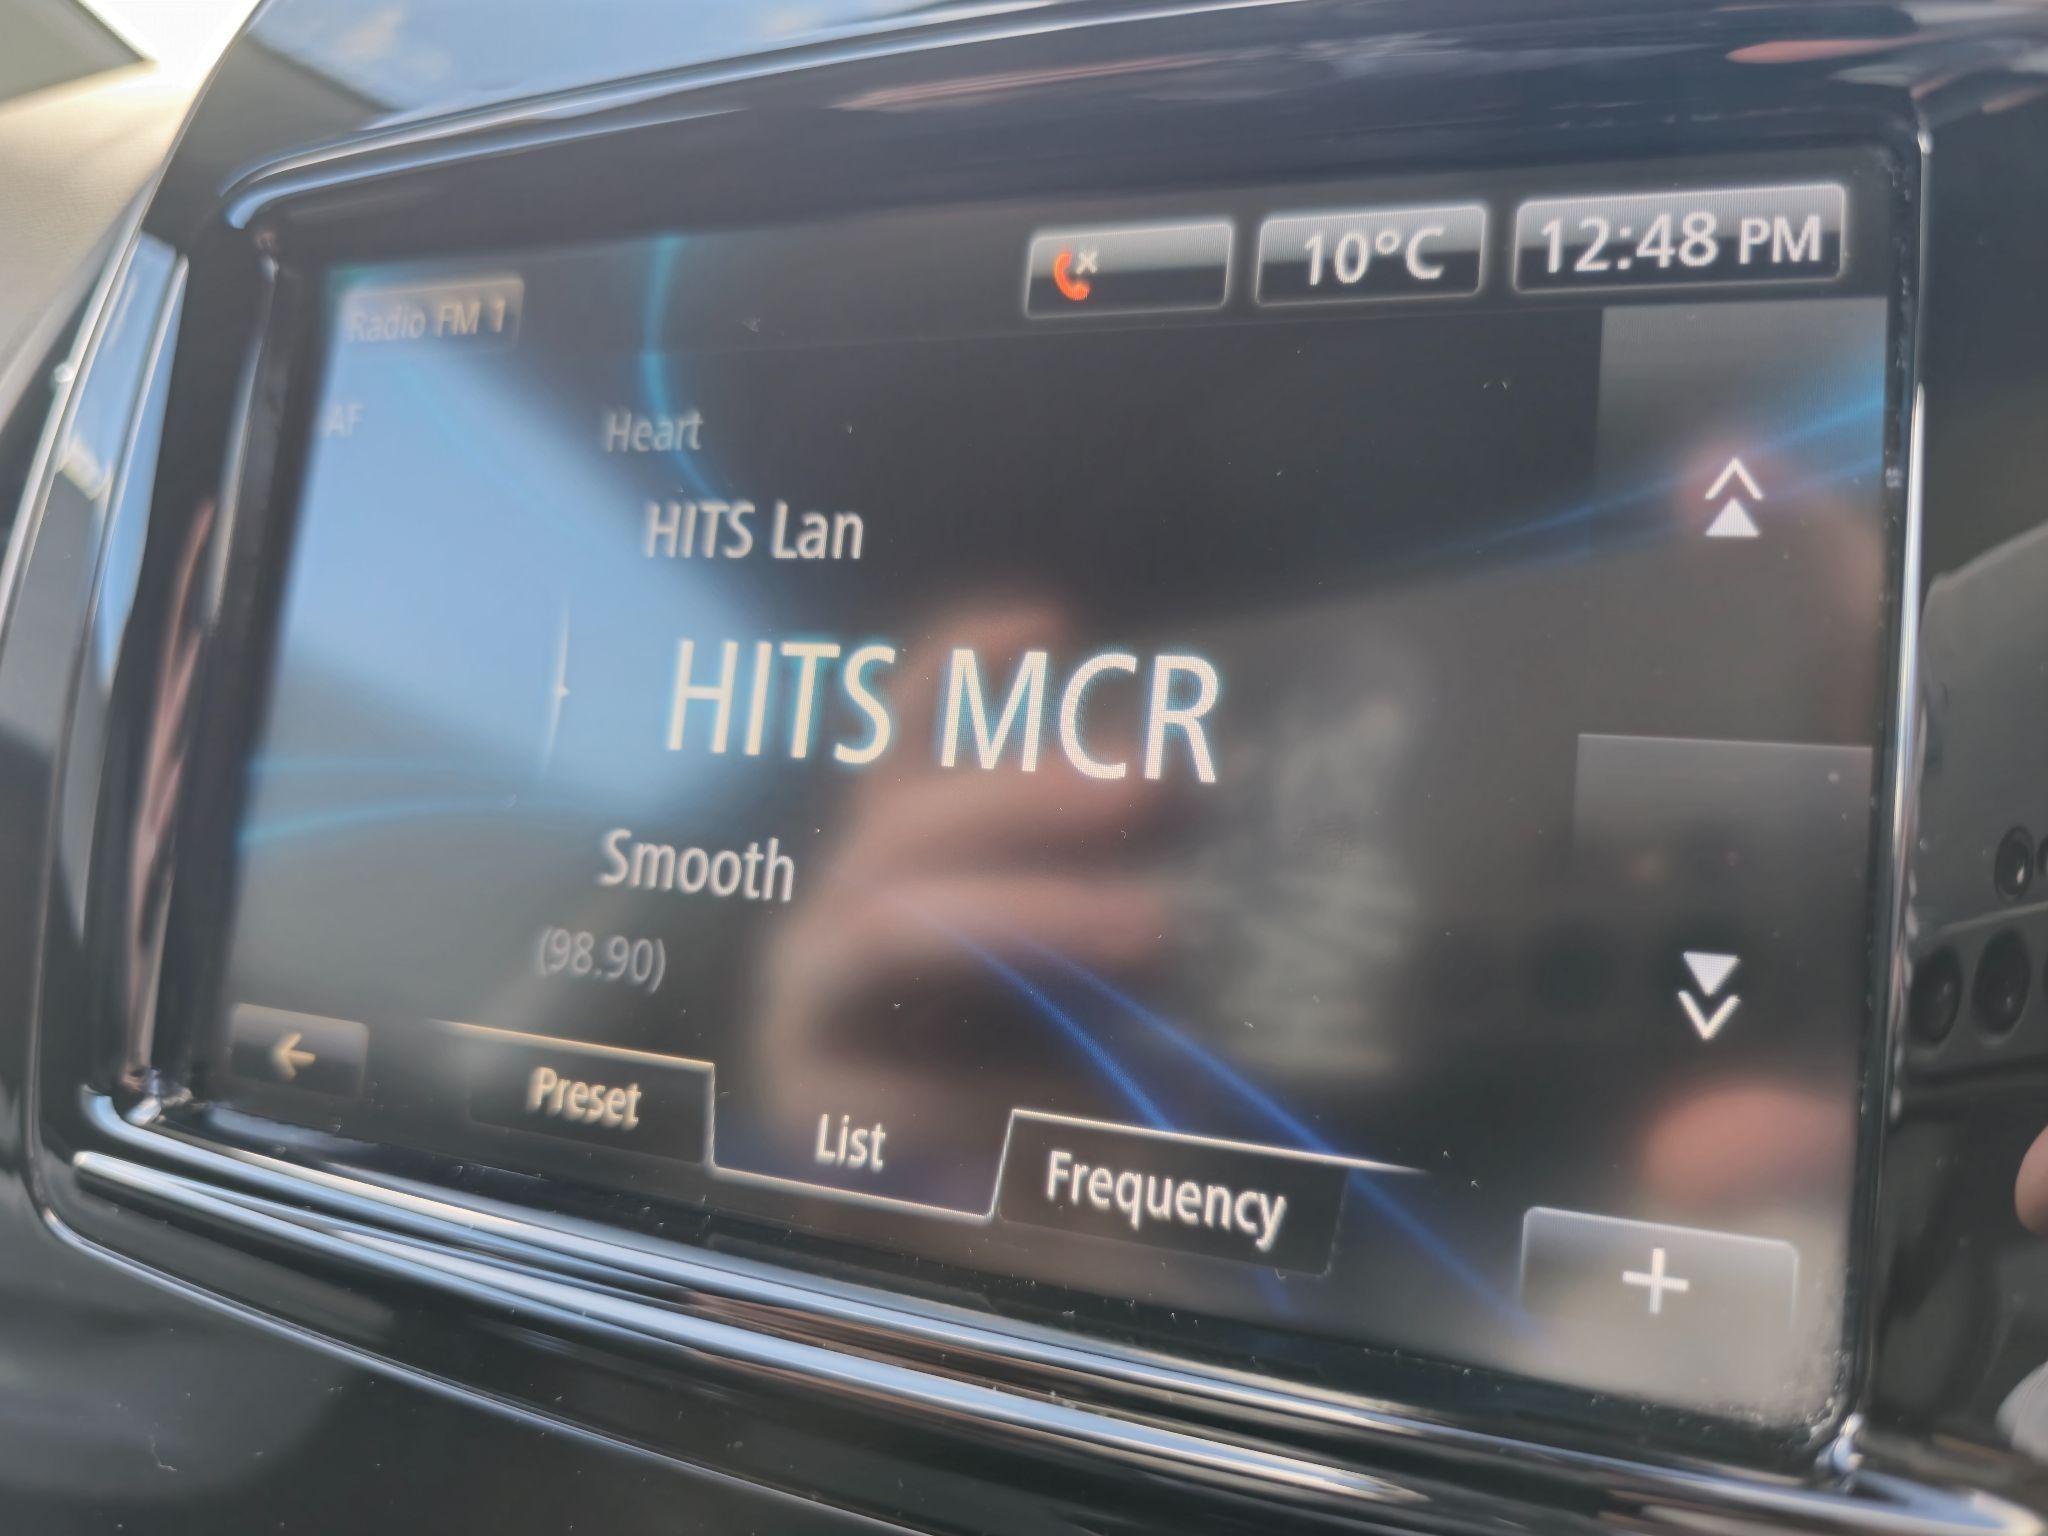 10°C
12:48 PM
Radio FM 1
AF
Heart
HITS Lan
HITS MCR
Smooth
(98.90)
Preset
List
Frequency
+